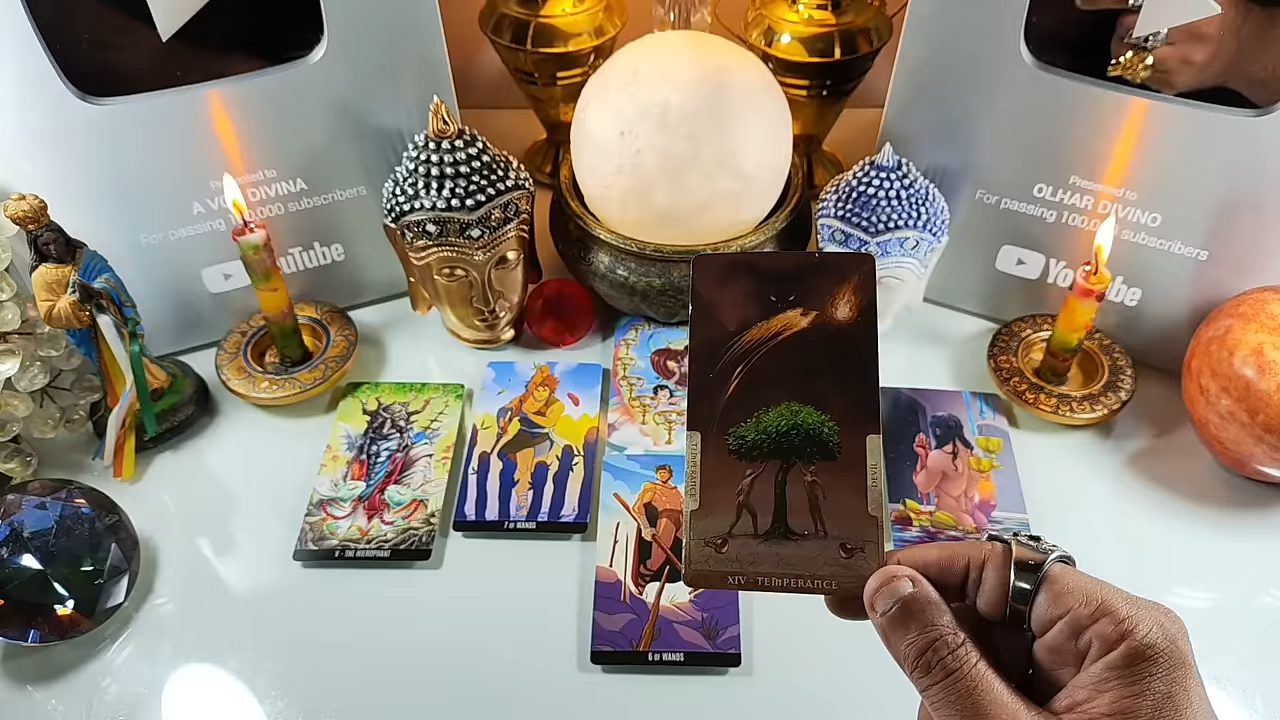 Presented to
A VOZ DIVINA
For passing 100,000 subscribers
YouTube
Presented to
OLHAR DIVINO
For passing 100,000 subscribers
YouTube
V - THE HIEROPHANT
7 OF WANDS
6 OF WANDS
TEMPERANCE
DEVIL
XIV - TEMPERANCE